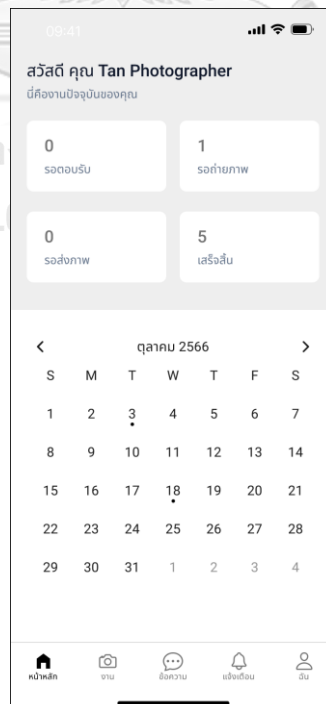 09:41
สวัสดี คุณ Tan Photographer
นี่คืองานปัจจุบันของคุณ
0 1
รอตอบรับ รอถ่ายภาพ
0 5
รอส่งภาพ เสร็จสิ้น
ตุลาคม 2566
S M T W T F S
1 2 3 4 5 6 7
8 9 10 11 12 13 14
15 16 17 18 19 20 21
22 23 24 25 26 27 28
29 30 31 1 2 3 4
หน้าหลัก งาน ข้อความ แจ้งเตือน ฉัน